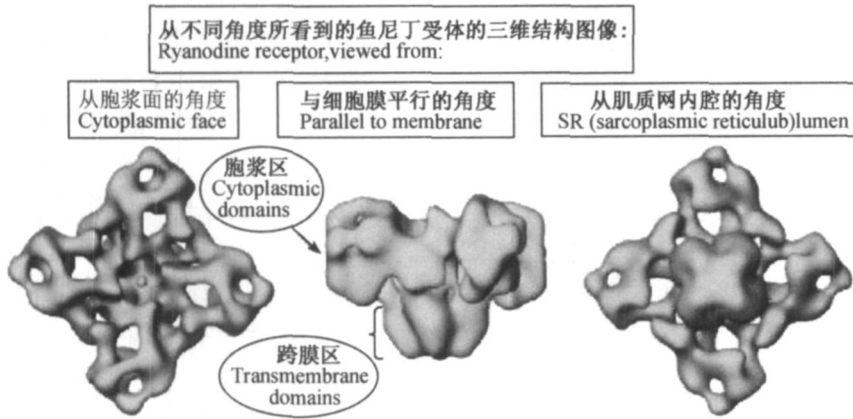 从不同角度所看到的鱼尼丁受体的三维结构图像：
Ryanodine receptor,viewed from:
从胞浆面的角度
Cytoplasmic face
与细胞膜平行的角度
Parallel to membrane
从肌质网内腔的角度
SR (sarcoplasmic reticulub)lumen
胞浆区
Cytoplasmic
domains
跨膜区
Transmembrane
domains